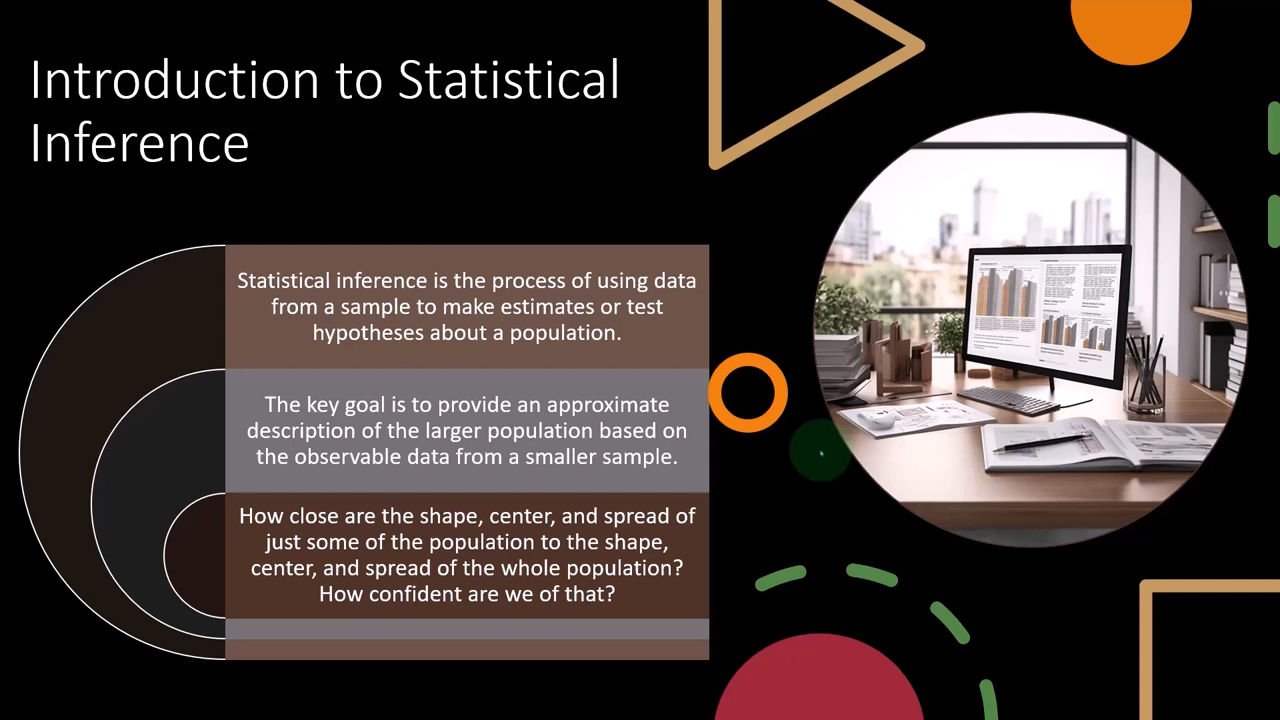 Introduction to Statistical
Inference
Statistical inference is the process of using data
from a sample to make estimates or test
hypotheses about a population.
The key goal is to provide an approximate
description of the larger population based on
the observable data from a smaller sample.
How close are the shape, center, and spread of
just some of the population to the shape,
center, and spread of the whole population?
How confident are we of that?